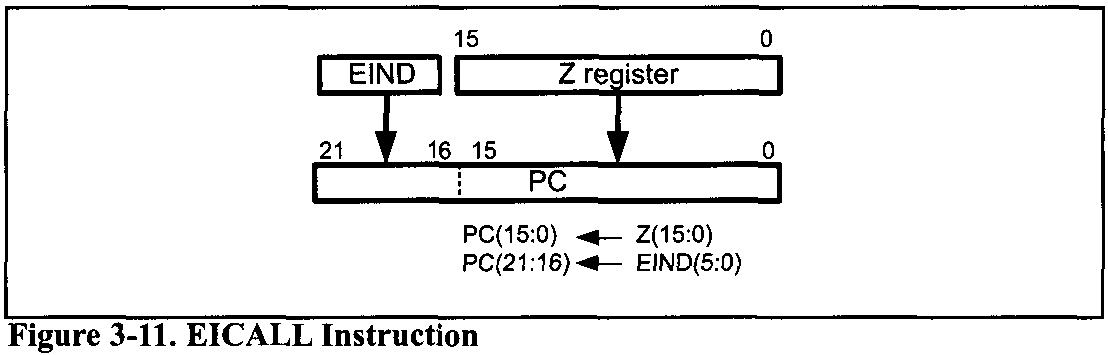 15 0
EIND Z register
21 16 15 0
PC
PC(15:0) ← Z(15:0)
PC(21:16) ← EIND(5:0)
Figure 3-11. EICALL Instruction